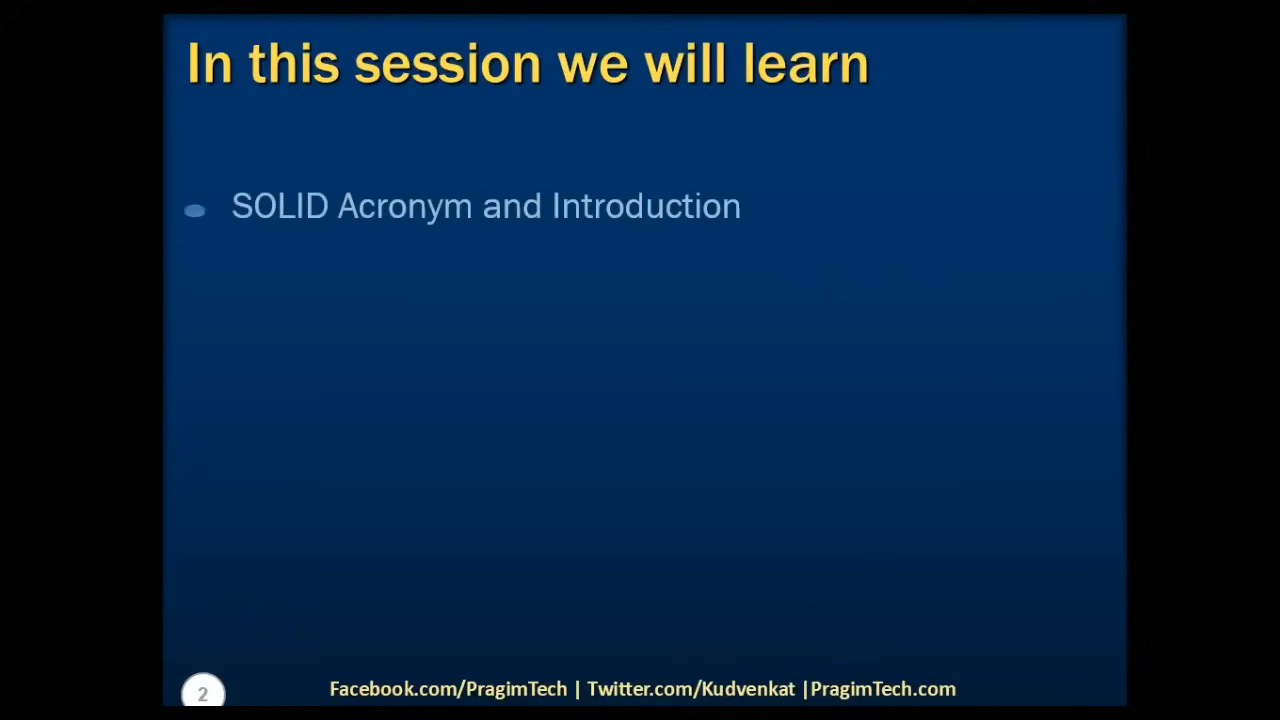 In this session we will learn
SOLID Acronym and Introduction
2
Facebook.com/PragimTech | Twitter.com/Kudvenkat |PragimTech.com